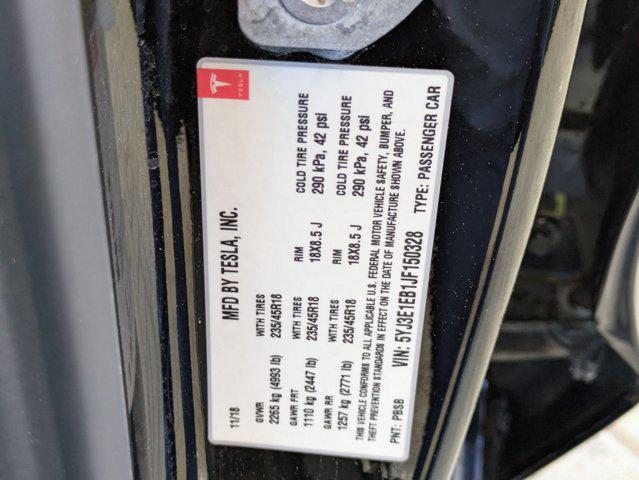 TESLA
11/18 MFD BY TESLA, INC.
GVWR WITH TIRES RIM COLD TIRE PRESSURE
2265 kg (4993 lb) 235/45R18 18X8.5 J 290 kPa, 42 psi
GAWR FRT
1110 kg (2447 lb) 235/45R18
GAWR RR WITH TIRES RIM COLD TIRE PRESSURE
1257 kg (2771 lb) 235/45R18 18X8.5 J 290 kPa, 42 psi
THIS VEHICLE CONFORMS TO ALL APPLICABLE U.S. FEDERAL MOTOR VEHICLE SAFETY, BUMPER, AND
THEFT PREVENTION STANDARDS IN EFFECT ON THE DATE OF MANUFACTURE SHOWN ABOVE.
PNT: PBSB VIN: 5YJ3E1EB1JF150328 TYPE: PASSENGER CAR